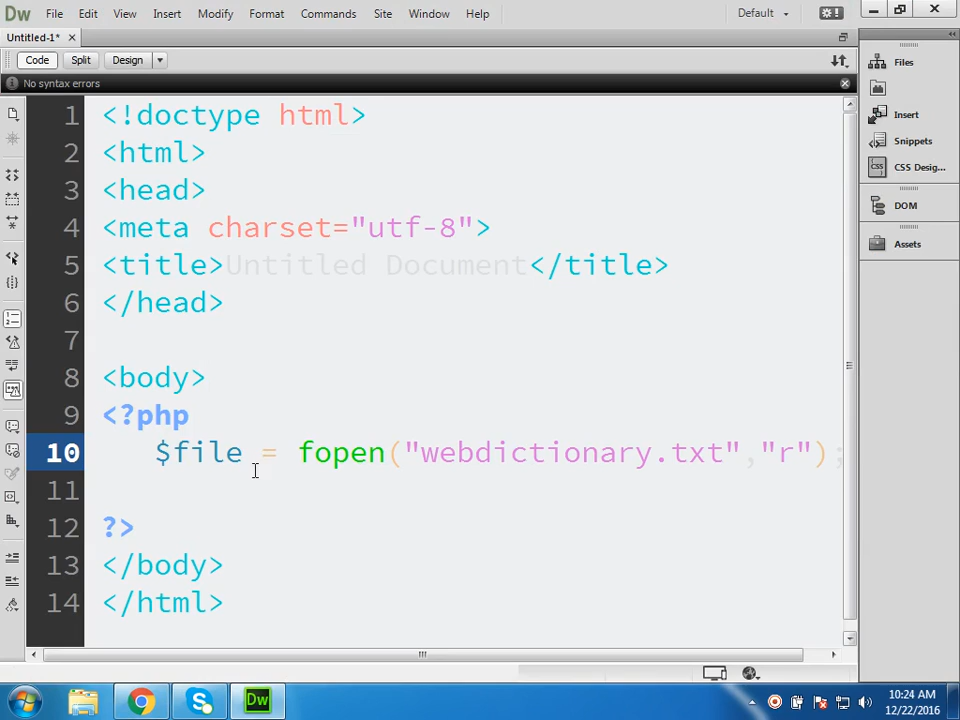 Dw File Edit View Insert Modify Format Commands Site Window Help Default
Untitled-1*
Code Split Design
No syntax errors
1 <!doctype html>
2 <html>
3 <head>
4 <meta charset="utf-8">
5 <title>Untitled Document</title>
6 </head>
7
8 <body>
9 <?php
10 $file = fopen("webdictionary.txt","r");
11
12 ?>
13 </body>
14 </html>
Files
Insert
Snippets
CSS Desig...
DOM
Assets
Dw
10:24 AM
12/22/2016